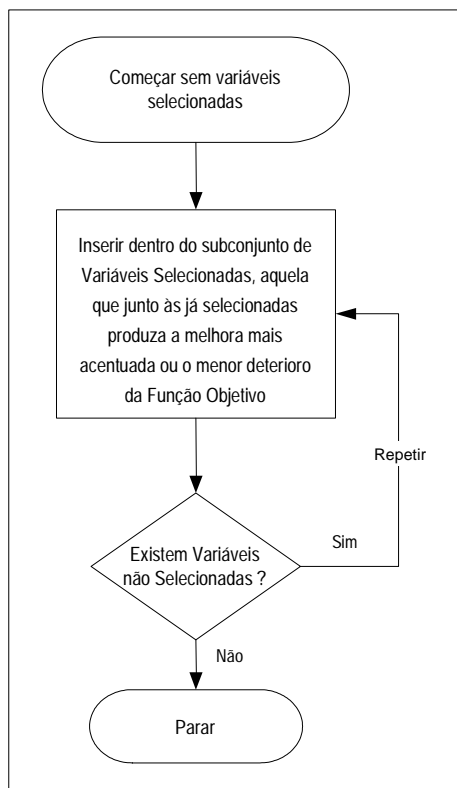 Começar sem variáveis
selecionadas
Inserir dentro do subconjunto de
Variáveis Selecionadas, aquela
que junto às já selecionadas
produza a melhora mais
acentuada ou o menor deterioro
da Função Objetivo
Repetir
Existem Variáveis
não Selecionadas ?
Sim
Não
Parar